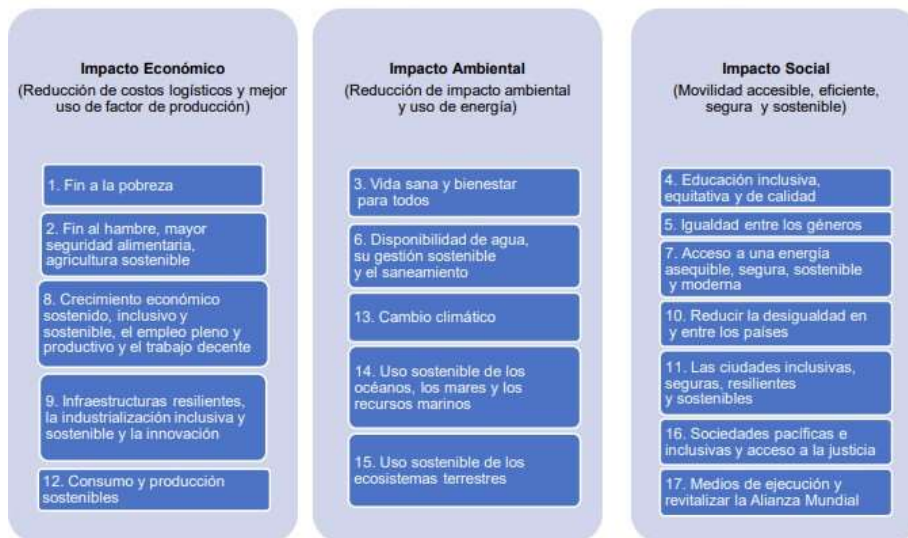 Impacto Económico
(Reducción de costos logísticos y mejor
uso de factor de producción)
1. Fin a la pobreza
2. Fin al hambre, mayor
seguridad alimentaria,
agricultura sostenible
8. Crecimiento económico
sostenido, inclusivo y
sostenible, el empleo pleno y
productivo y el trabajo decente
9. Infraestructuras resilientes,
la industrialización inclusiva y
sostenible y la innovación
12. Consumo y producción
sostenibles
Impacto Ambiental
(Reducción de impacto ambiental
y uso de energía)
3. Vida sana y bienestar
para todos
6. Disponibilidad de agua,
su gestión sostenible
y el saneamiento
13. Cambio climático
14. Uso sostenible de los
océanos, los mares y los
recursos marinos
15. Uso sostenible de los
ecosistemas terrestres
Impacto Social
(Movilidad accesible, eficiente,
segura y sostenible)
4. Educación inclusiva,
equitativa y de calidad
5. Igualdad entre los géneros
7. Acceso a una energía
asequible, segura, sostenible
y moderna
10. Reducir la desigualdad en
y entre los países
11. Las ciudades inclusivas,
seguras, resilientes
y sostenibles
16. Sociedades pacíficas e
inclusivas y acceso a la justicia
17. Medios de ejecución y
revitalizar la Alianza Mundial